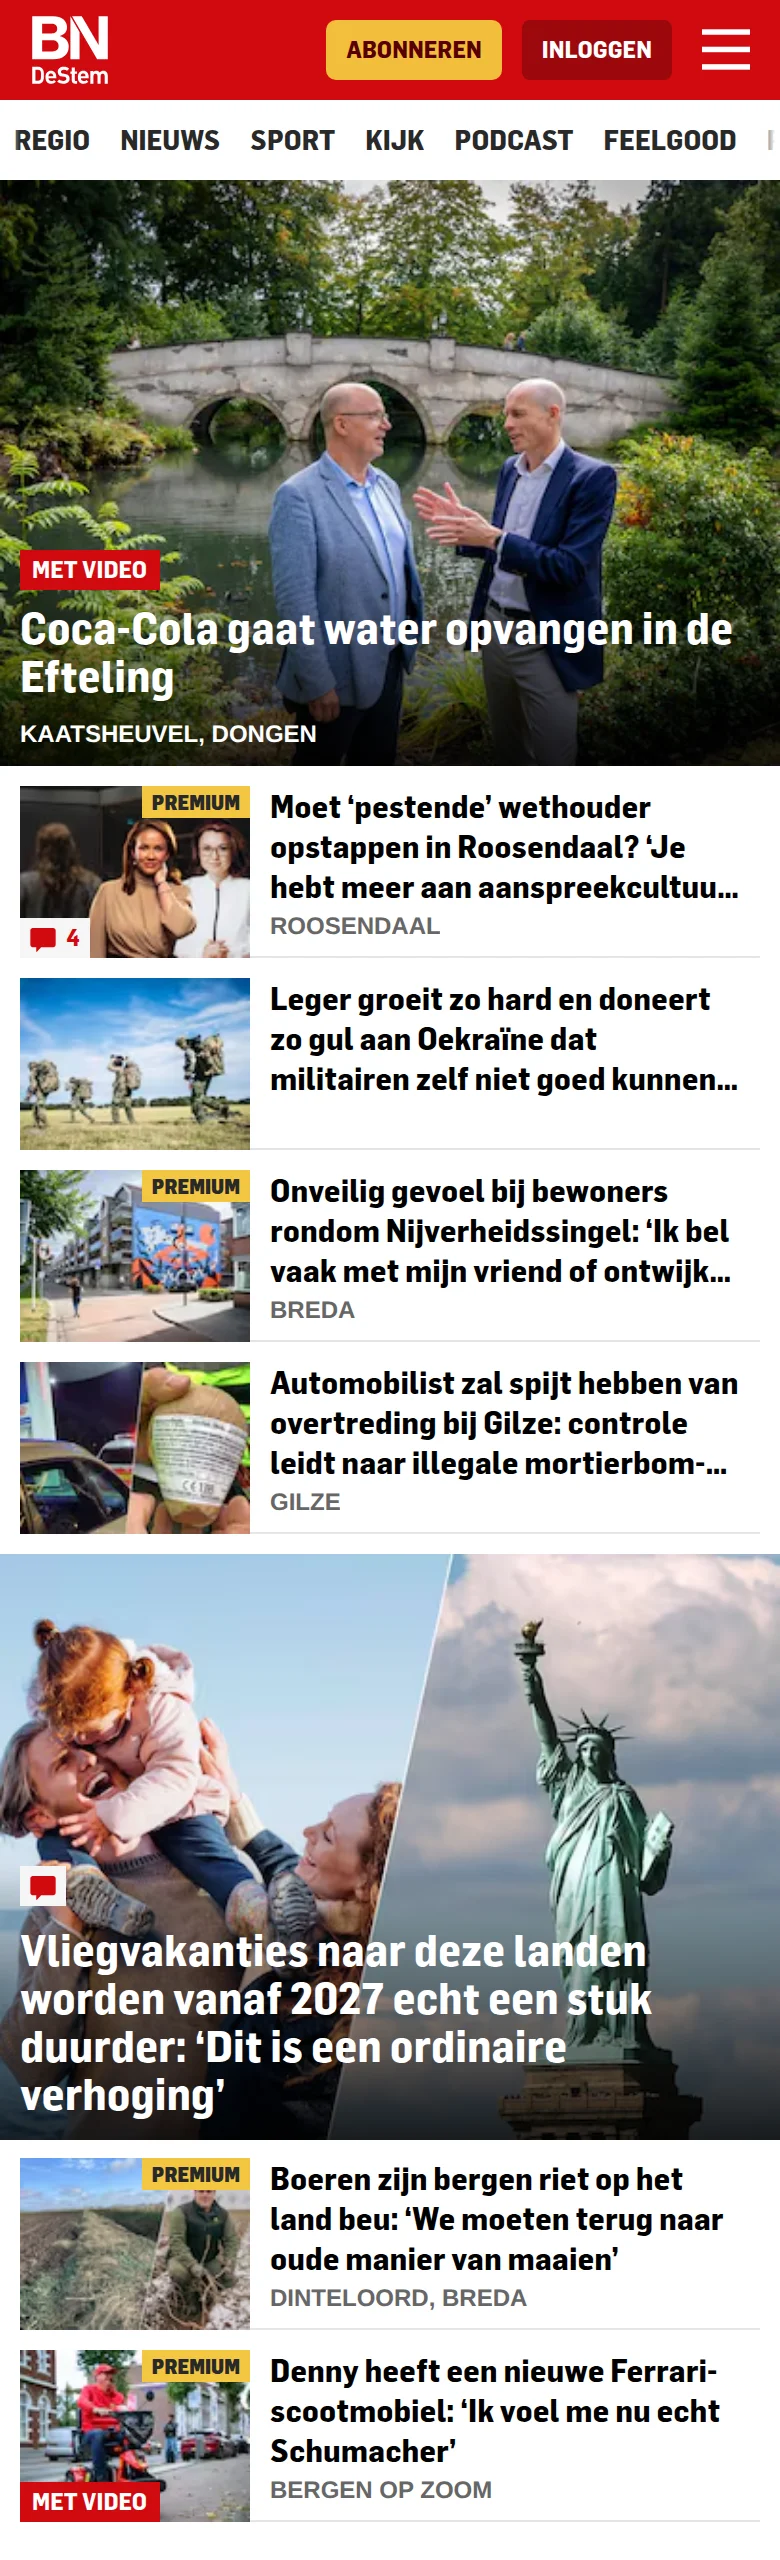 BN
DeStem
ABONNEREN
INLOGGEN
REGIO NIEUWS SPORT KIJK PODCAST FEELGOOD
MET VIDEO
Coca-Cola gaat water opvangen in de
Efteling
KAATSHEUVEL, DONGEN
PREMIUM
4
Moet ‘pestende’ wethouder
opstappen in Roosendaal? ‘Je
hebt meer aan aanspreekcultuu...
ROOSENDAAL
Leger groeit zo hard en doneert
zo gul aan Oekraïne dat
militairen zelf niet goed kunnen...
PREMIUM
Onveilig gevoel bij bewoners
rondom Nijverheidssingel: ‘Ik bel
vaak met mijn vriend of ontwijk...
BREDA
Automobilist zal spijt hebben van
overtreding bij Gilze: controle
leidt naar illegale mortierbom-...
GILZE
Vliegvakanties naar deze landen
worden vanaf 2027 echt een stuk
duurder: ‘Dit is een ordinaire
verhoging’
PREMIUM
Boeren zijn bergen riet op het
land beu: ‘We moeten terug naar
oude manier van maaien’
DINTELOORD, BREDA
PREMIUM
MET VIDEO
Denny heeft een nieuwe Ferrari-
scootmobiel: ‘Ik voel me nu echt
Schumacher’
BERGEN OP ZOOM